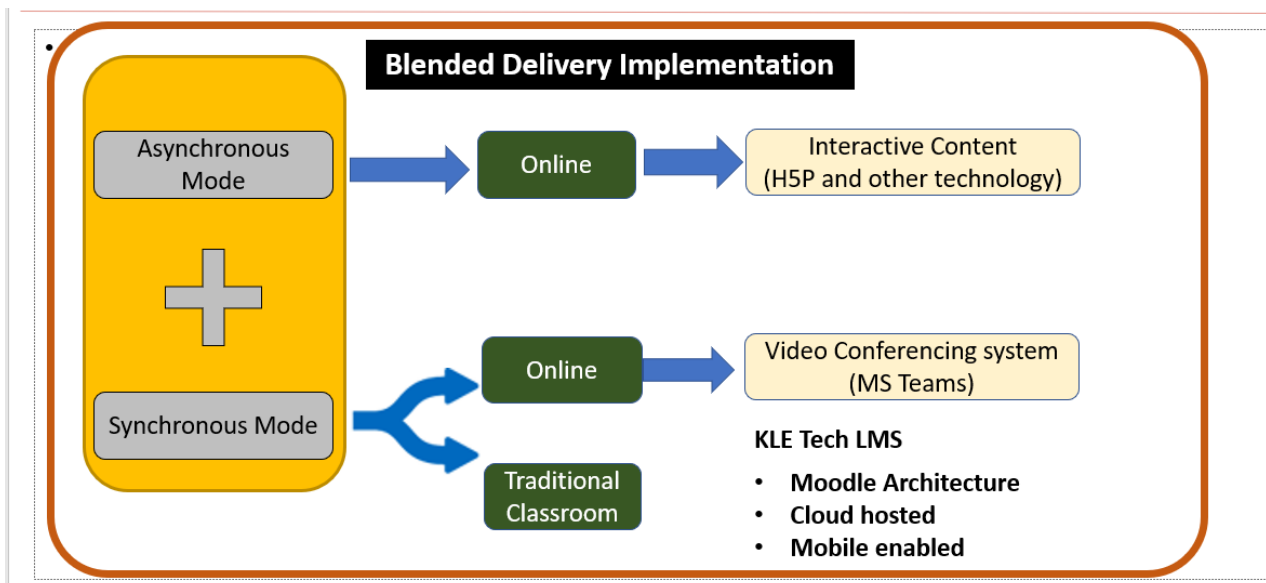 Blended Delivery Implementation
Asynchronous
Mode
Online
Interactive Content
(H5P and other technology)
Synchronous Mode
Online
Video Conferencing system
(MS Teams)
Traditional
Classroom
KLE Tech LMS
• Moodle Architecture
• Cloud hosted
• Mobile enabled